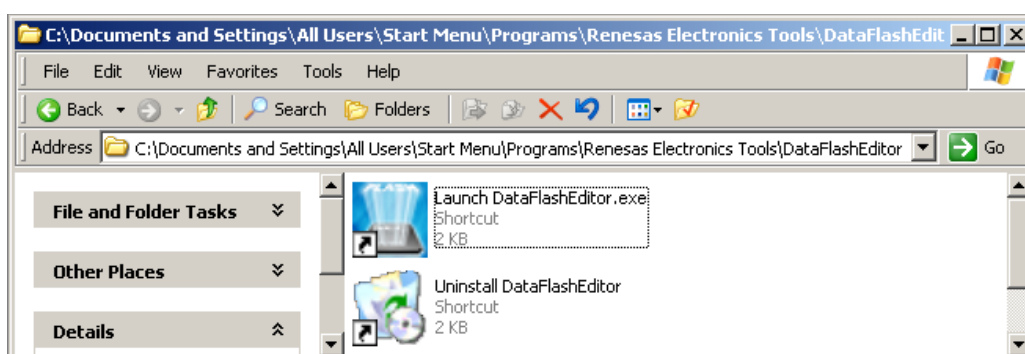 C:\Documents and Settings\All Users\Start Menu\Programs\Renesas Electronics Tools\DataFlashEdit
File Edit View Favorites Tools Help
Back Search Folders
Address C:\Documents and Settings\All Users\Start Menu\Programs\Renesas Electronics Tools\DataFlashEditor Go
File and Folder Tasks
Other Places
Details
Launch DataFlashEditor.exe
Shortcut
2 KB
Uninstall DataFlashEditor
Shortcut
2 KB